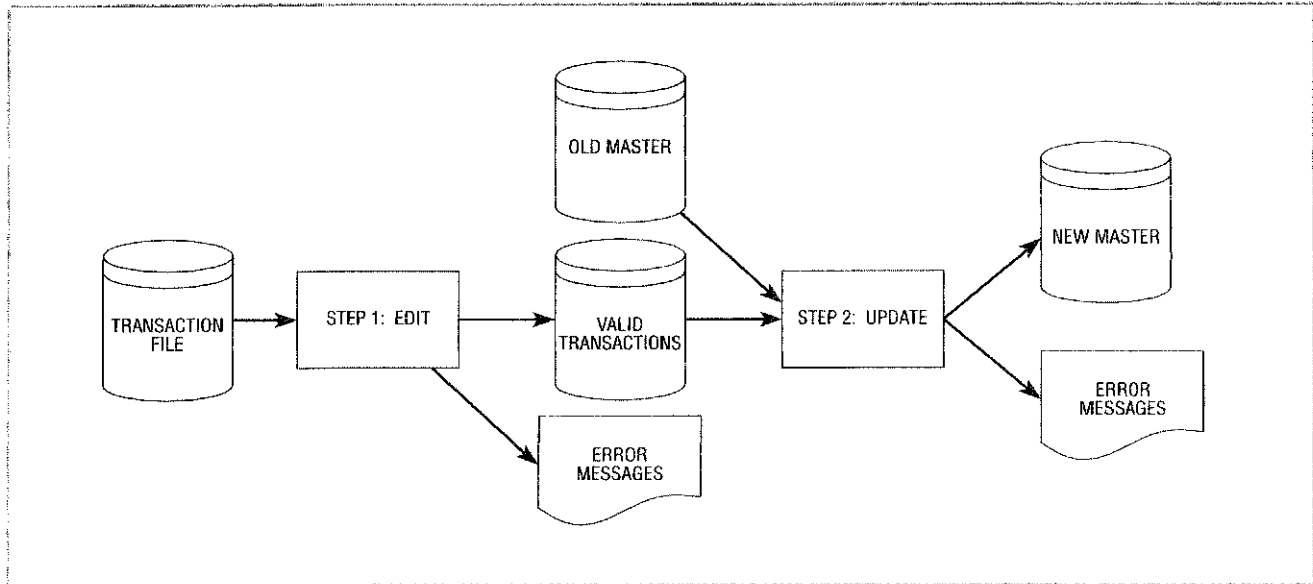 OLD MASTER
NEW MASTER
TRANSACTION
FILE
STEP 1: EDIT
VALID
TRANSACTIONS
STEP 2: UPDATE
ERROR
MESSAGES
ERROR
MESSAGES